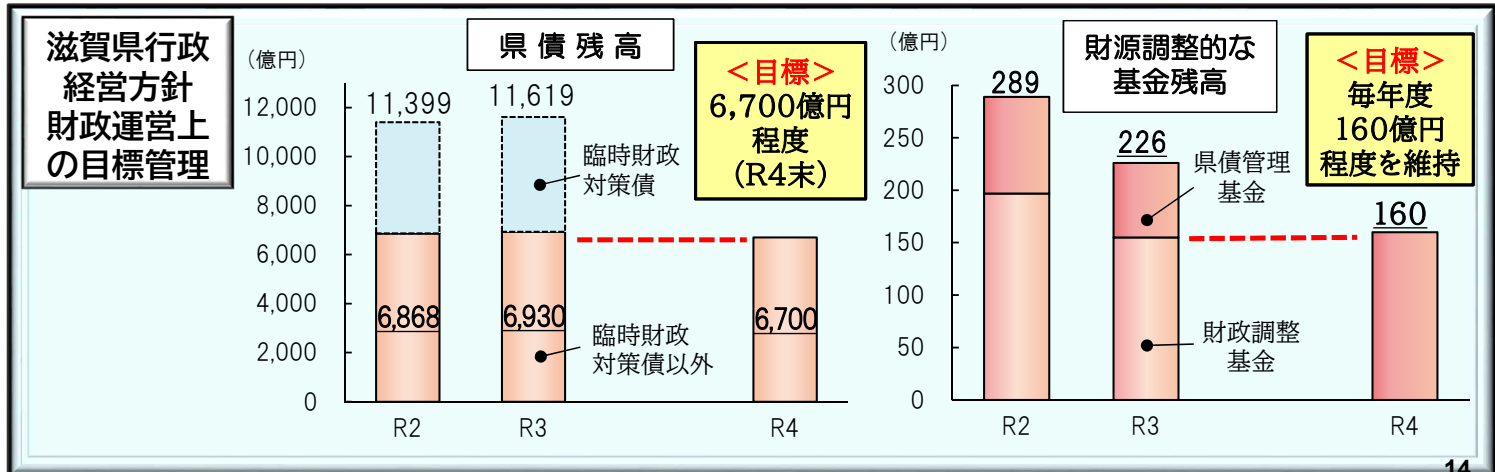 滋賀県行政
経営方針
財政運営上
の目標管理
県債残高
(億円)
12,000
10,000
8,000
6,000
4,000
2,000
0
11,399
11,619
6,868
6,930
6,700
臨時財政
対策債
臨時財政
対策債以外
R2
R3
R4
<目標>
6,700億円
程度
(R4末)
財源調整的な
基金残高
(億円)
300
250
200
150
100
50
0
289
226
160
県債管理
基金
財政調整
基金
R2
R3
R4
<目標>
毎年度
160億円
程度を維持
14